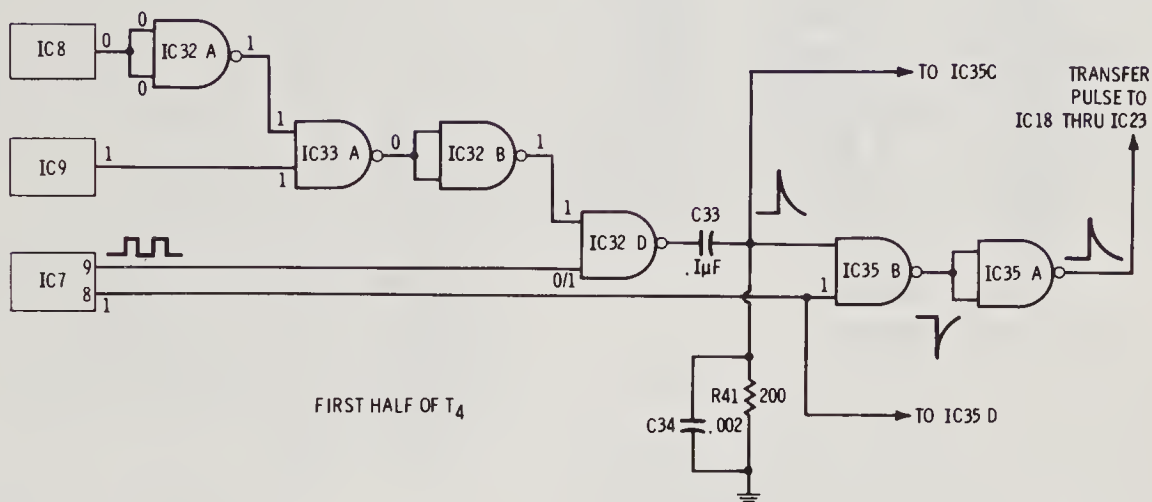 IC8
0
0
0
IC32 A
1
TO IC35C
TRANSFER
PULSE TO
IC18 THRU IC23
1
IC9
1
1
IC33 A
0
IC32 B
1
1
C33
.1µF
IC32 D
0/1
IC7
9
8
1
1
IC35
B
IC35 A
FIRST HALF OF T4
R41
200
C34
.002
TO IC35 D